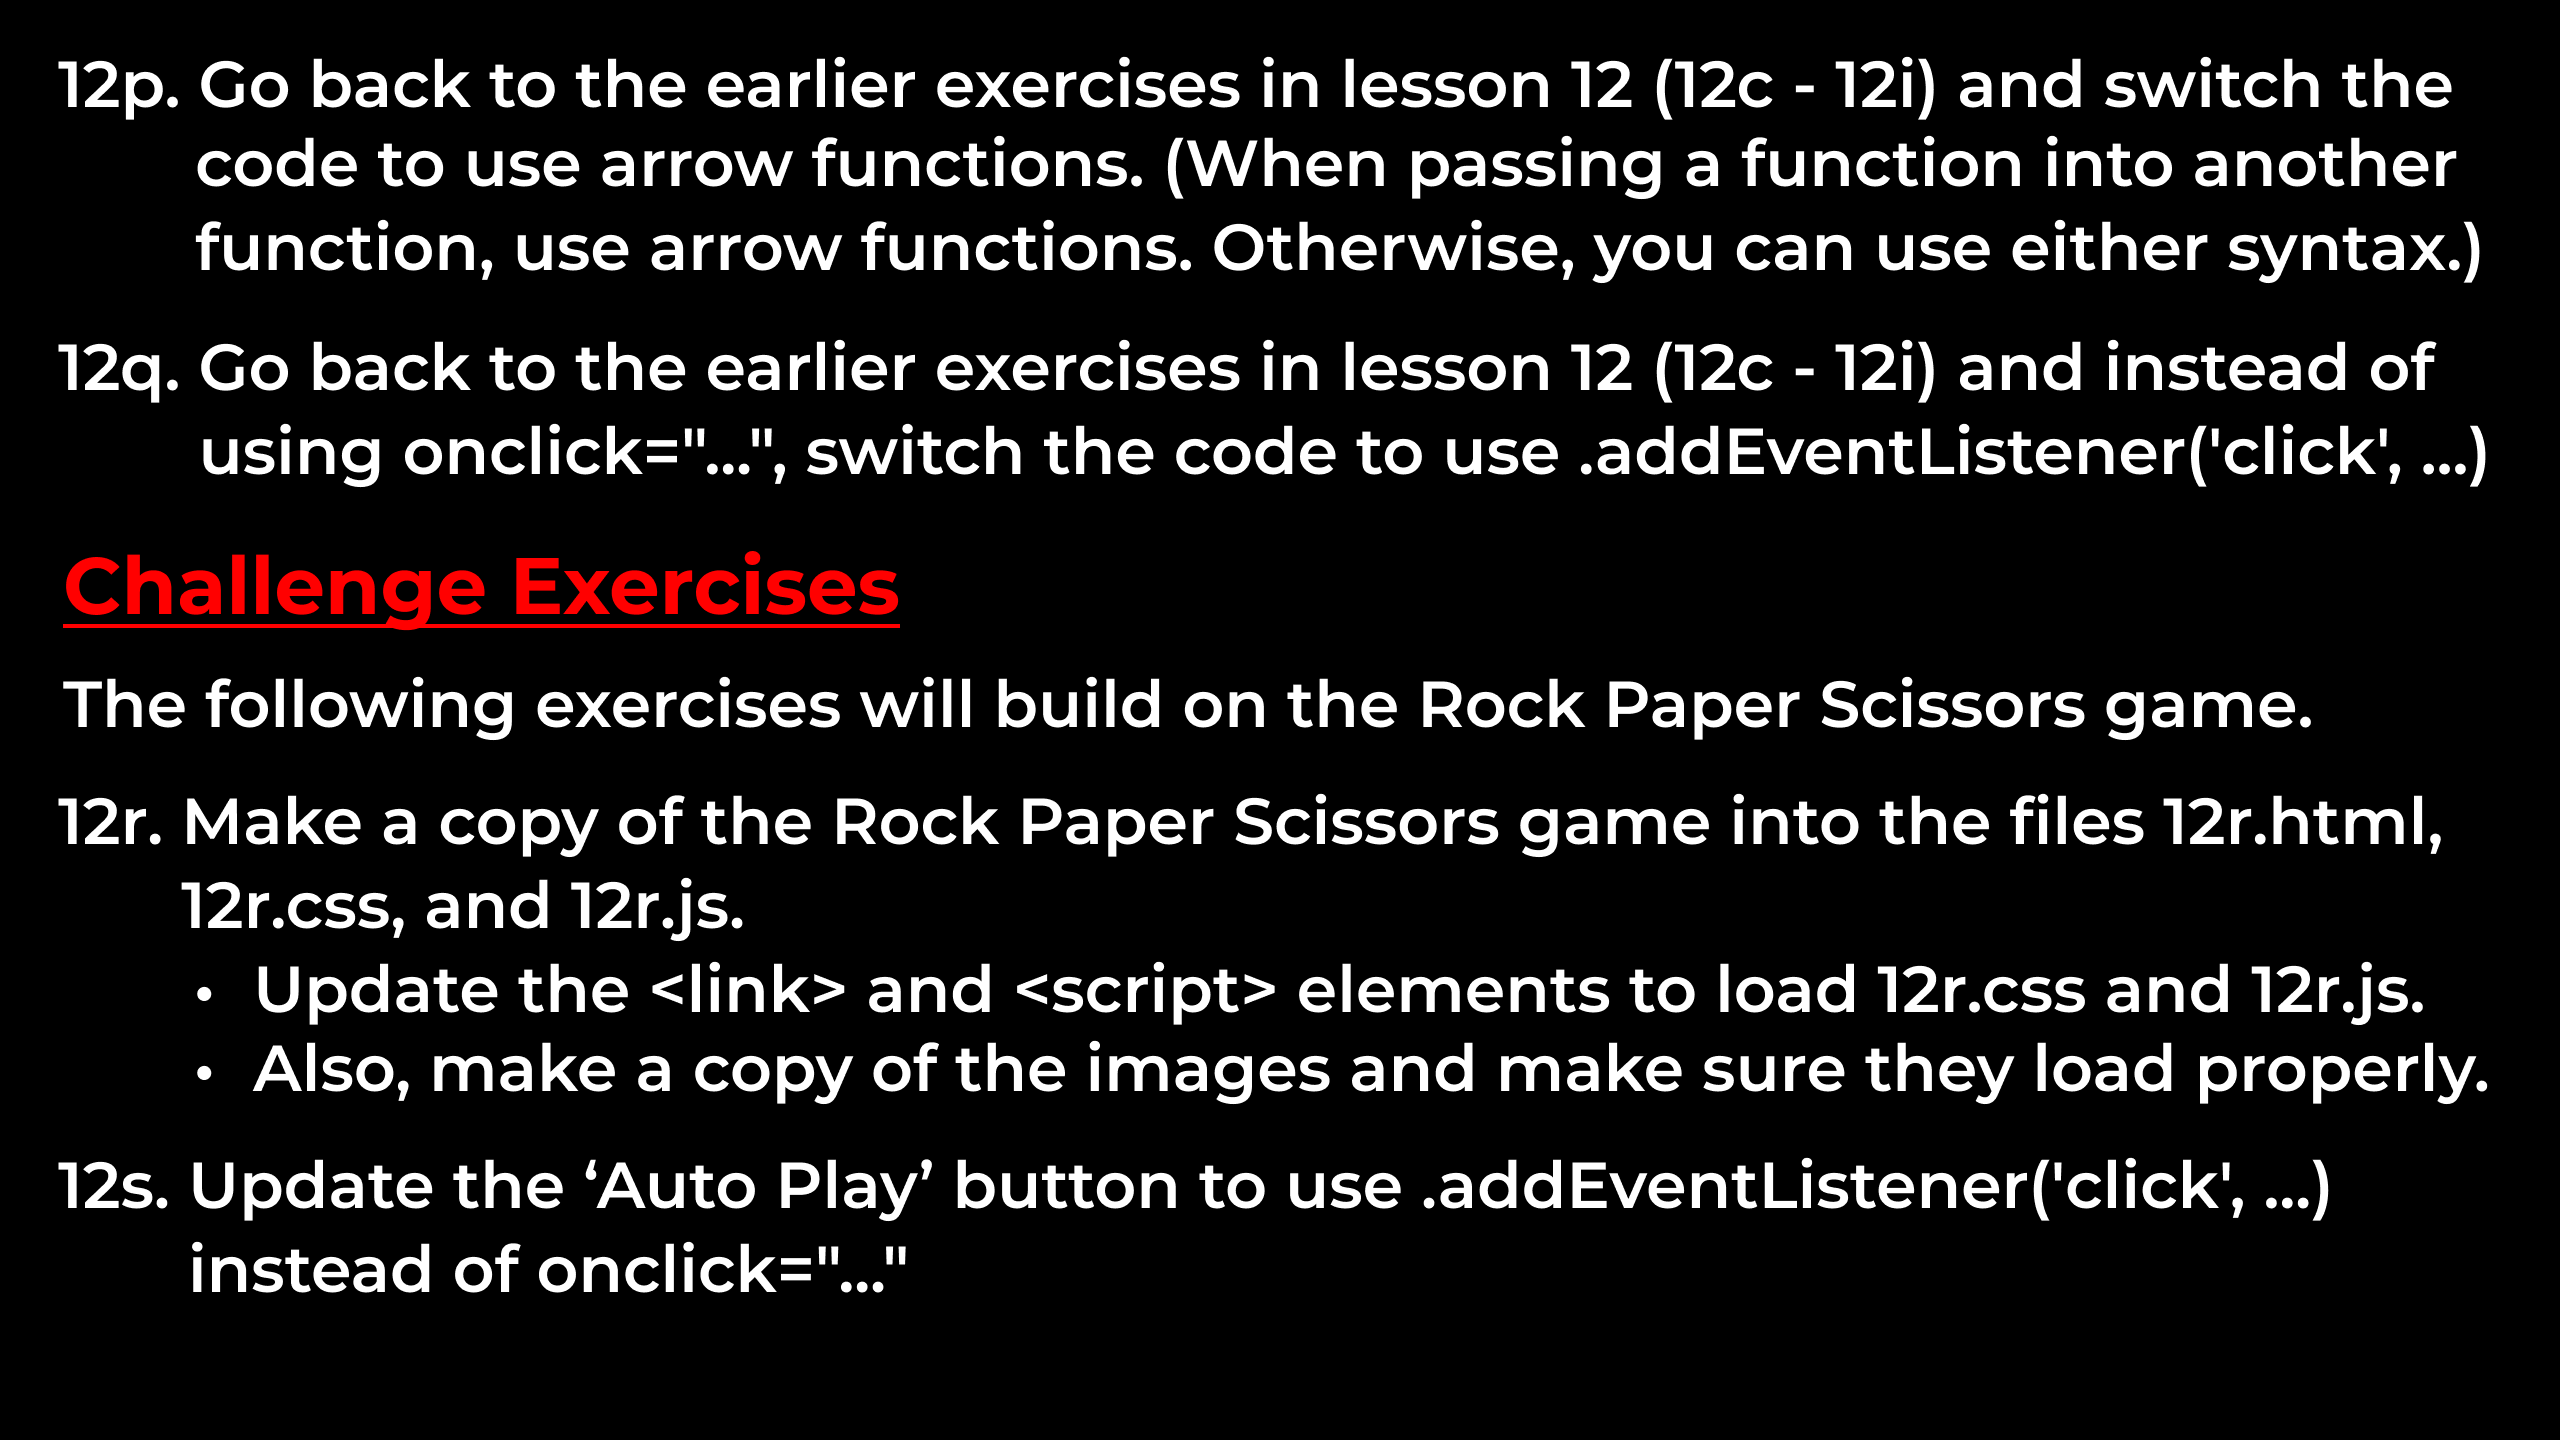 12p. Go back to the earlier exercises in lesson 12 (12c - 12i) and switch the
code to use arrow functions. (When passing a function into another
function, use arrow functions. Otherwise, you can use either syntax.)
12q. Go back to the earlier exercises in lesson 12 (12c - 12i) and instead of
using onclick="...", switch the code to use .addEventListener('click', ...)
Challenge Exercises
The following exercises will build on the Rock Paper Scissors game.
12r. Make a copy of the Rock Paper Scissors game into the files 12r.html,
12r.css, and 12r.js.
• Update the <link> and <script> elements to load 12r.css and 12r.js.
• Also, make a copy of the images and make sure they load properly.
12s. Update the ‘Auto Play’ button to use .addEventListener('click', ...)
instead of onclick="..."